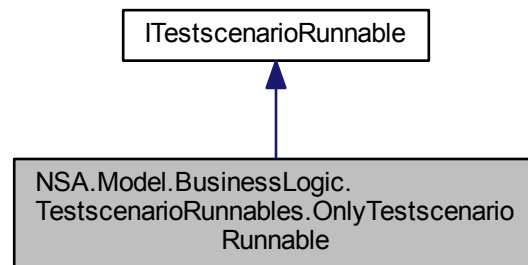 ITestscenarioRunnable
NSA.Model.BusinessLogic.
TestscenarioRunnables.OnlyTestscenario
Runnable